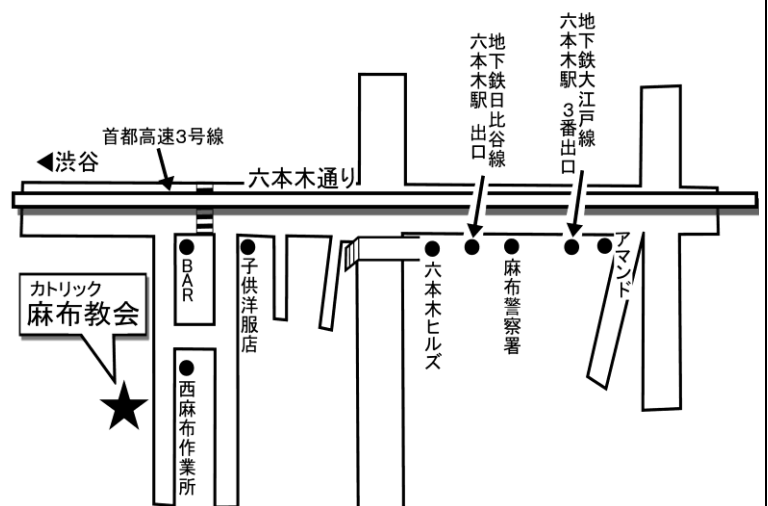 地下鉄日比谷線
六本木駅 出口
地下鉄大江戸線
六本木駅 3番出口
首都高速3号線
◀渋谷
六本木通り
BAR
子供洋服店
六本木ヒルズ
麻布警察署
アマンド
カトリック
麻布教会
西麻布作業所